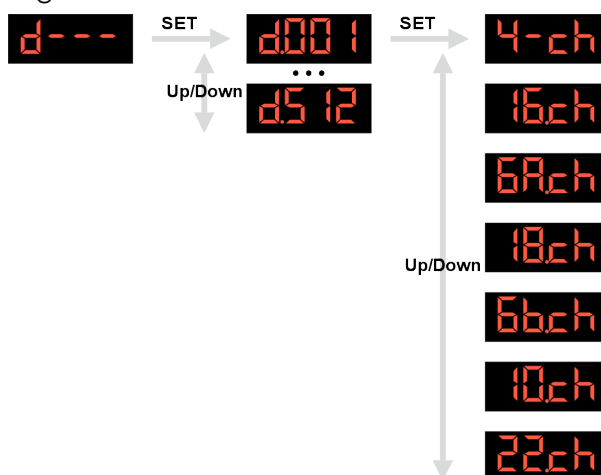 d--- SET d.001 SET 4-ch
...
Up/Down d.512 16.ch
6A.ch
18.ch
Up/Down
6b.ch
10.ch
22.ch